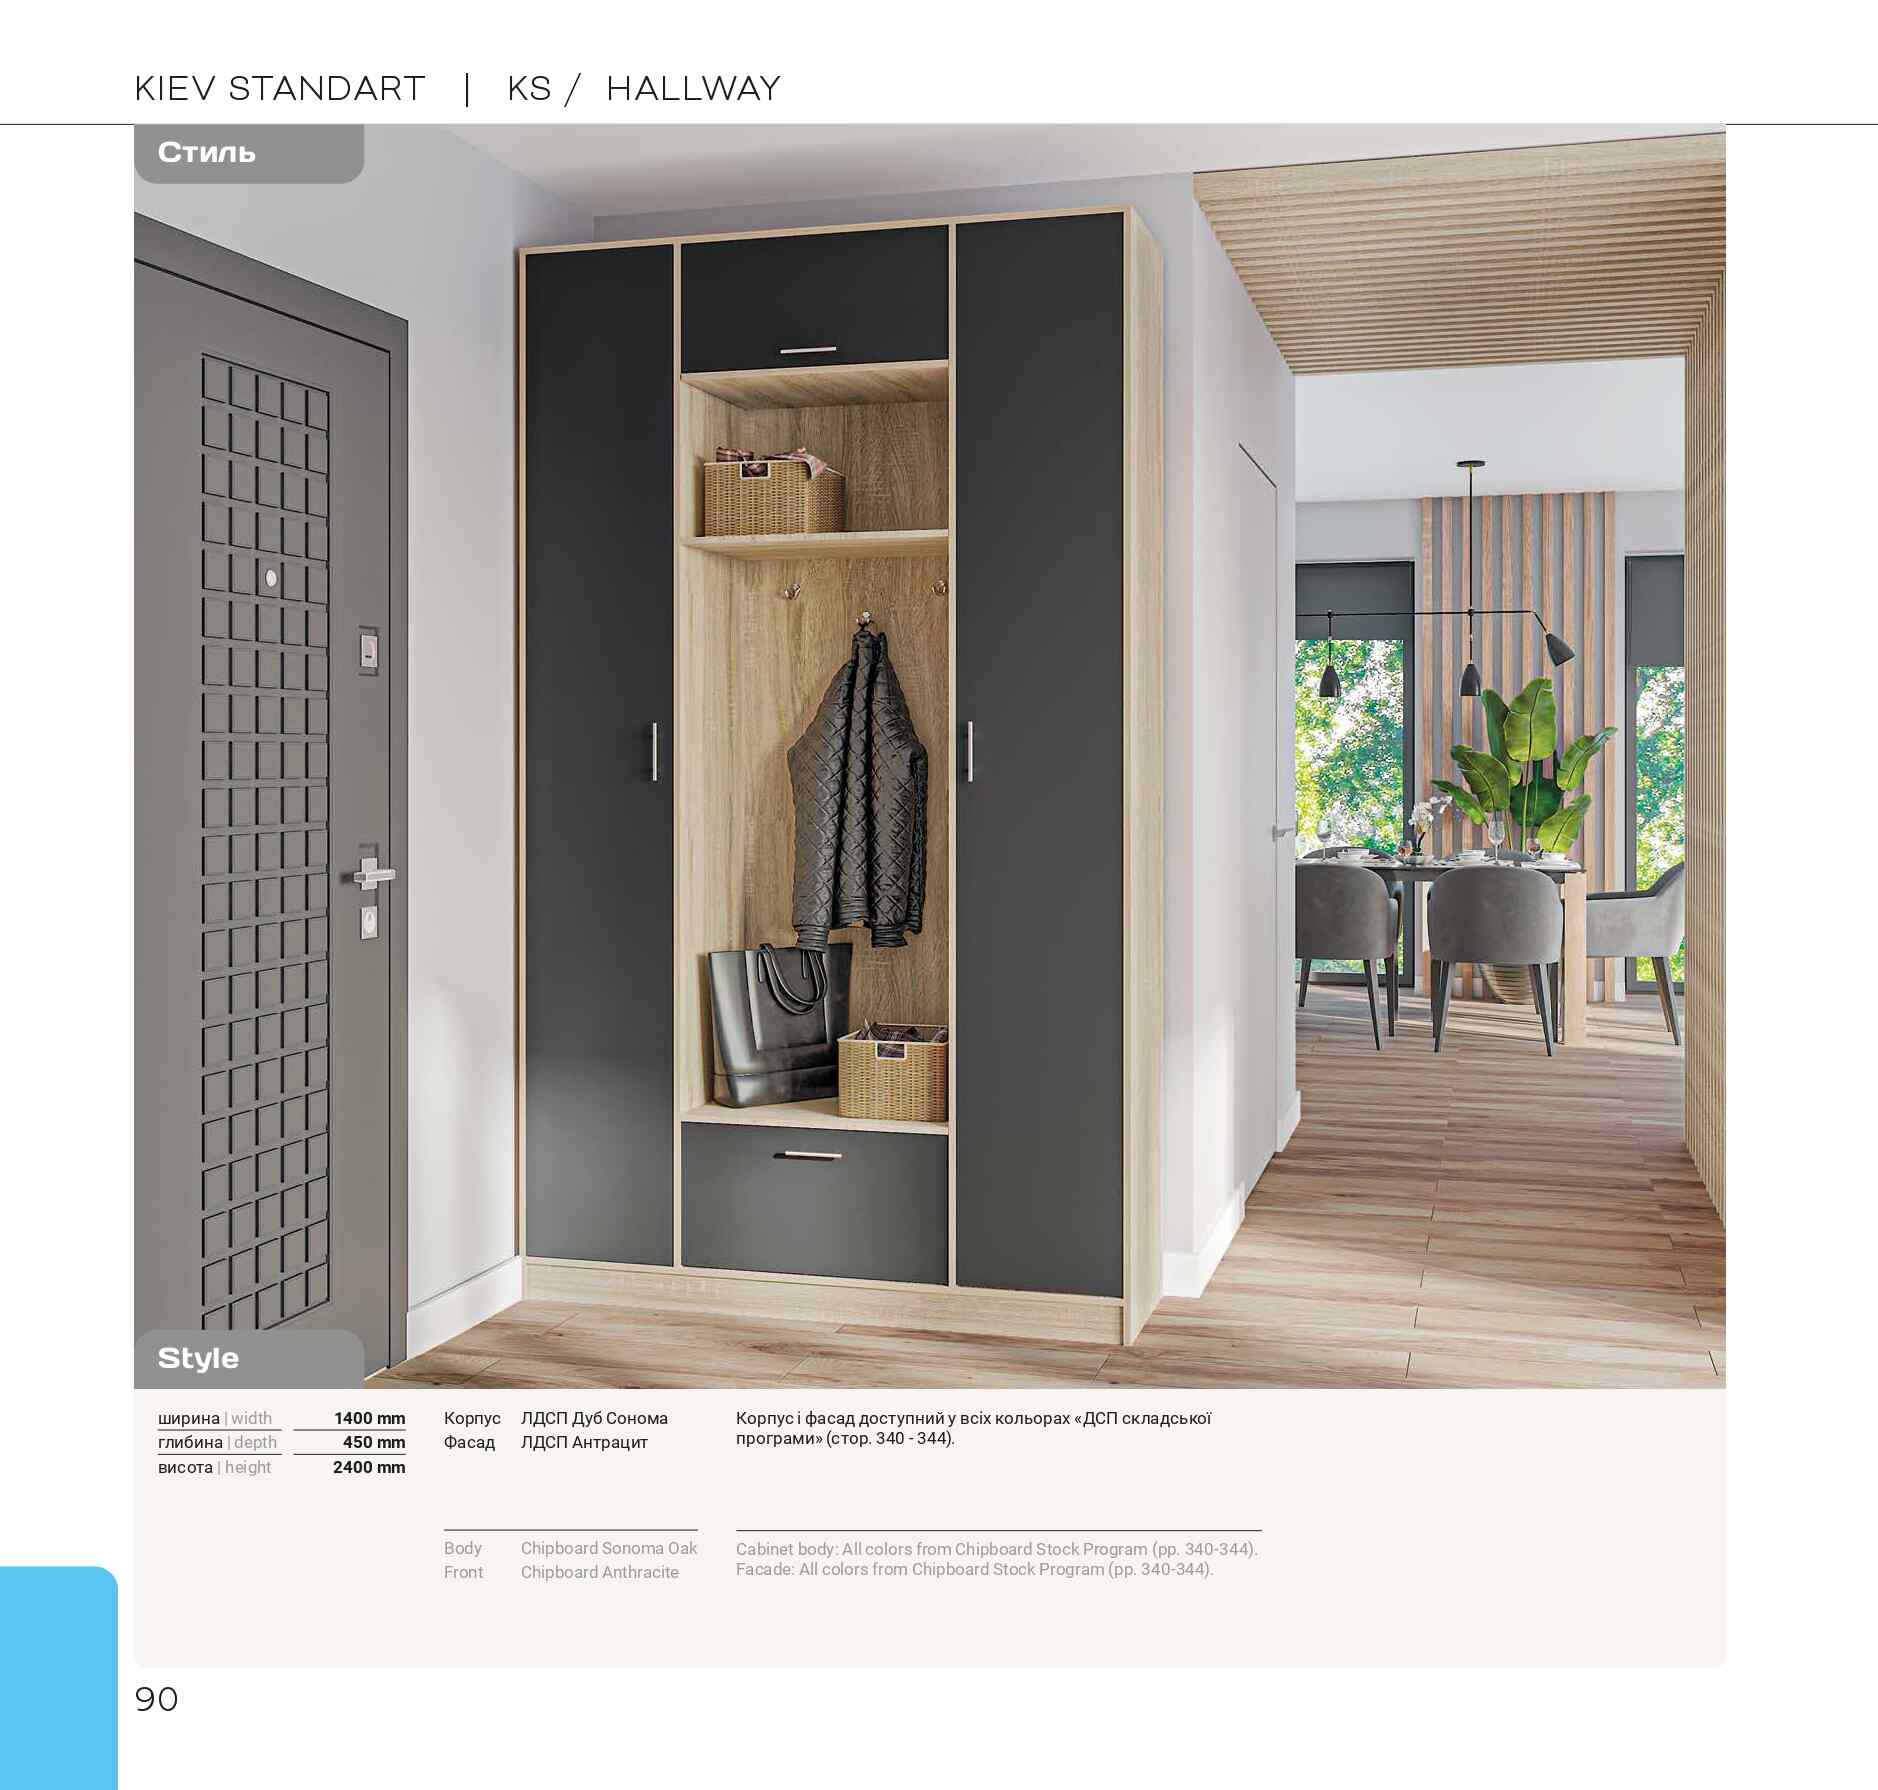 KIEV STANDART | KS / HALLWAY
Стиль
Style
ширина | width 1400 mm
глибина | depth 450 mm
висота | height 2400 mm
Корпус ЛДСП Дуб Сонома
Фасад ЛДСП Антрацит
Body Chipboard Sonoma Oak
Front Chipboard Anthracite
Корпус і фасад доступний у всіх кольорах «ДСП складської
програми» (стор. 340 - 344).
Cabinet body: All colors from Chipboard Stock Program (pp. 340-344).
Facade: All colors from Chipboard Stock Program (pp. 340-344).
90